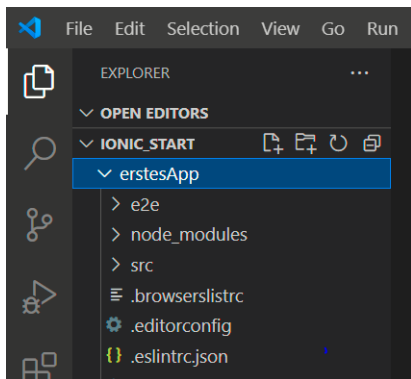 File Edit Selection View Go Run
EXPLORER
OPEN EDITORS
IONIC_START
erstesApp
e2e
node_modules
src
.browserslistrc
.editorconfig
.eslintrc.json